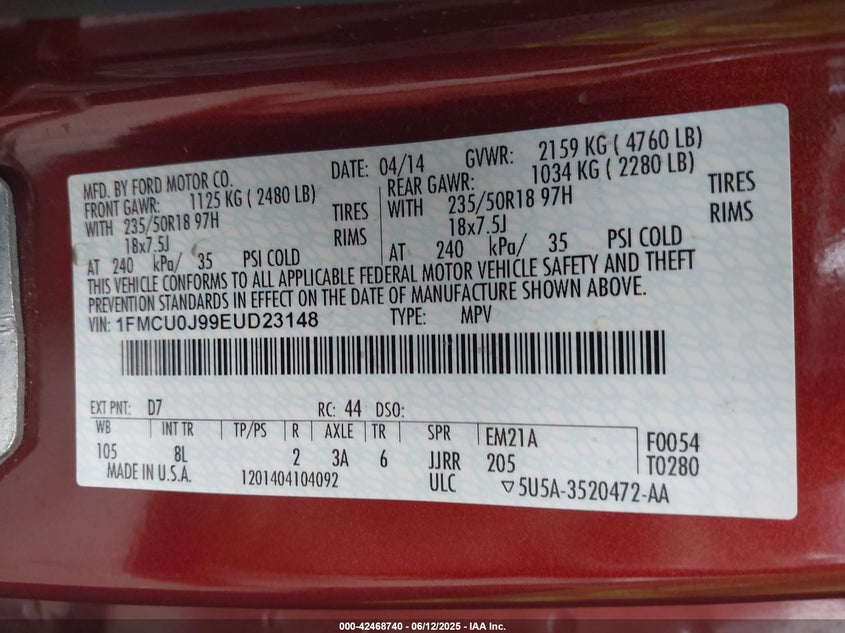 MFD. BY FORD MOTOR CO. DATE: 04/14 GVWR: 2159 KG ( 4760 LB)
FRONT GAWR: 1125 KG ( 2480 LB) REAR GAWR: 1034 KG ( 2280 LB)
WITH 235/50R18 97H TIRES WITH 235/50R18 97H TIRES
18x7.5J RIMS 18x7.5J RIMS
AT 240 kPa/ 35 PSI COLD AT 240 kPa/ 35 PSI COLD
THIS VEHICLE CONFORMS TO ALL APPLICABLE FEDERAL MOTOR VEHICLE SAFETY AND THEFT
PREVENTION STANDARDS IN EFFECT ON THE DATE OF MANUFACTURE SHOWN ABOVE.
VIN: 1FMCU0J99EUD23148 TYPE: MPV
EXT PNT: D7 RC: 44 DSO:
WB INT TR TP/PS R AXLE TR SPR EM21A F0054
105 8L 2 3A 6 JJRR 205 T0280
MADE IN U.S.A. 1201404104092 ULC ▽5U5A-3520472-AA
000-42468740 - 06/12/2025 - IAA Inc.